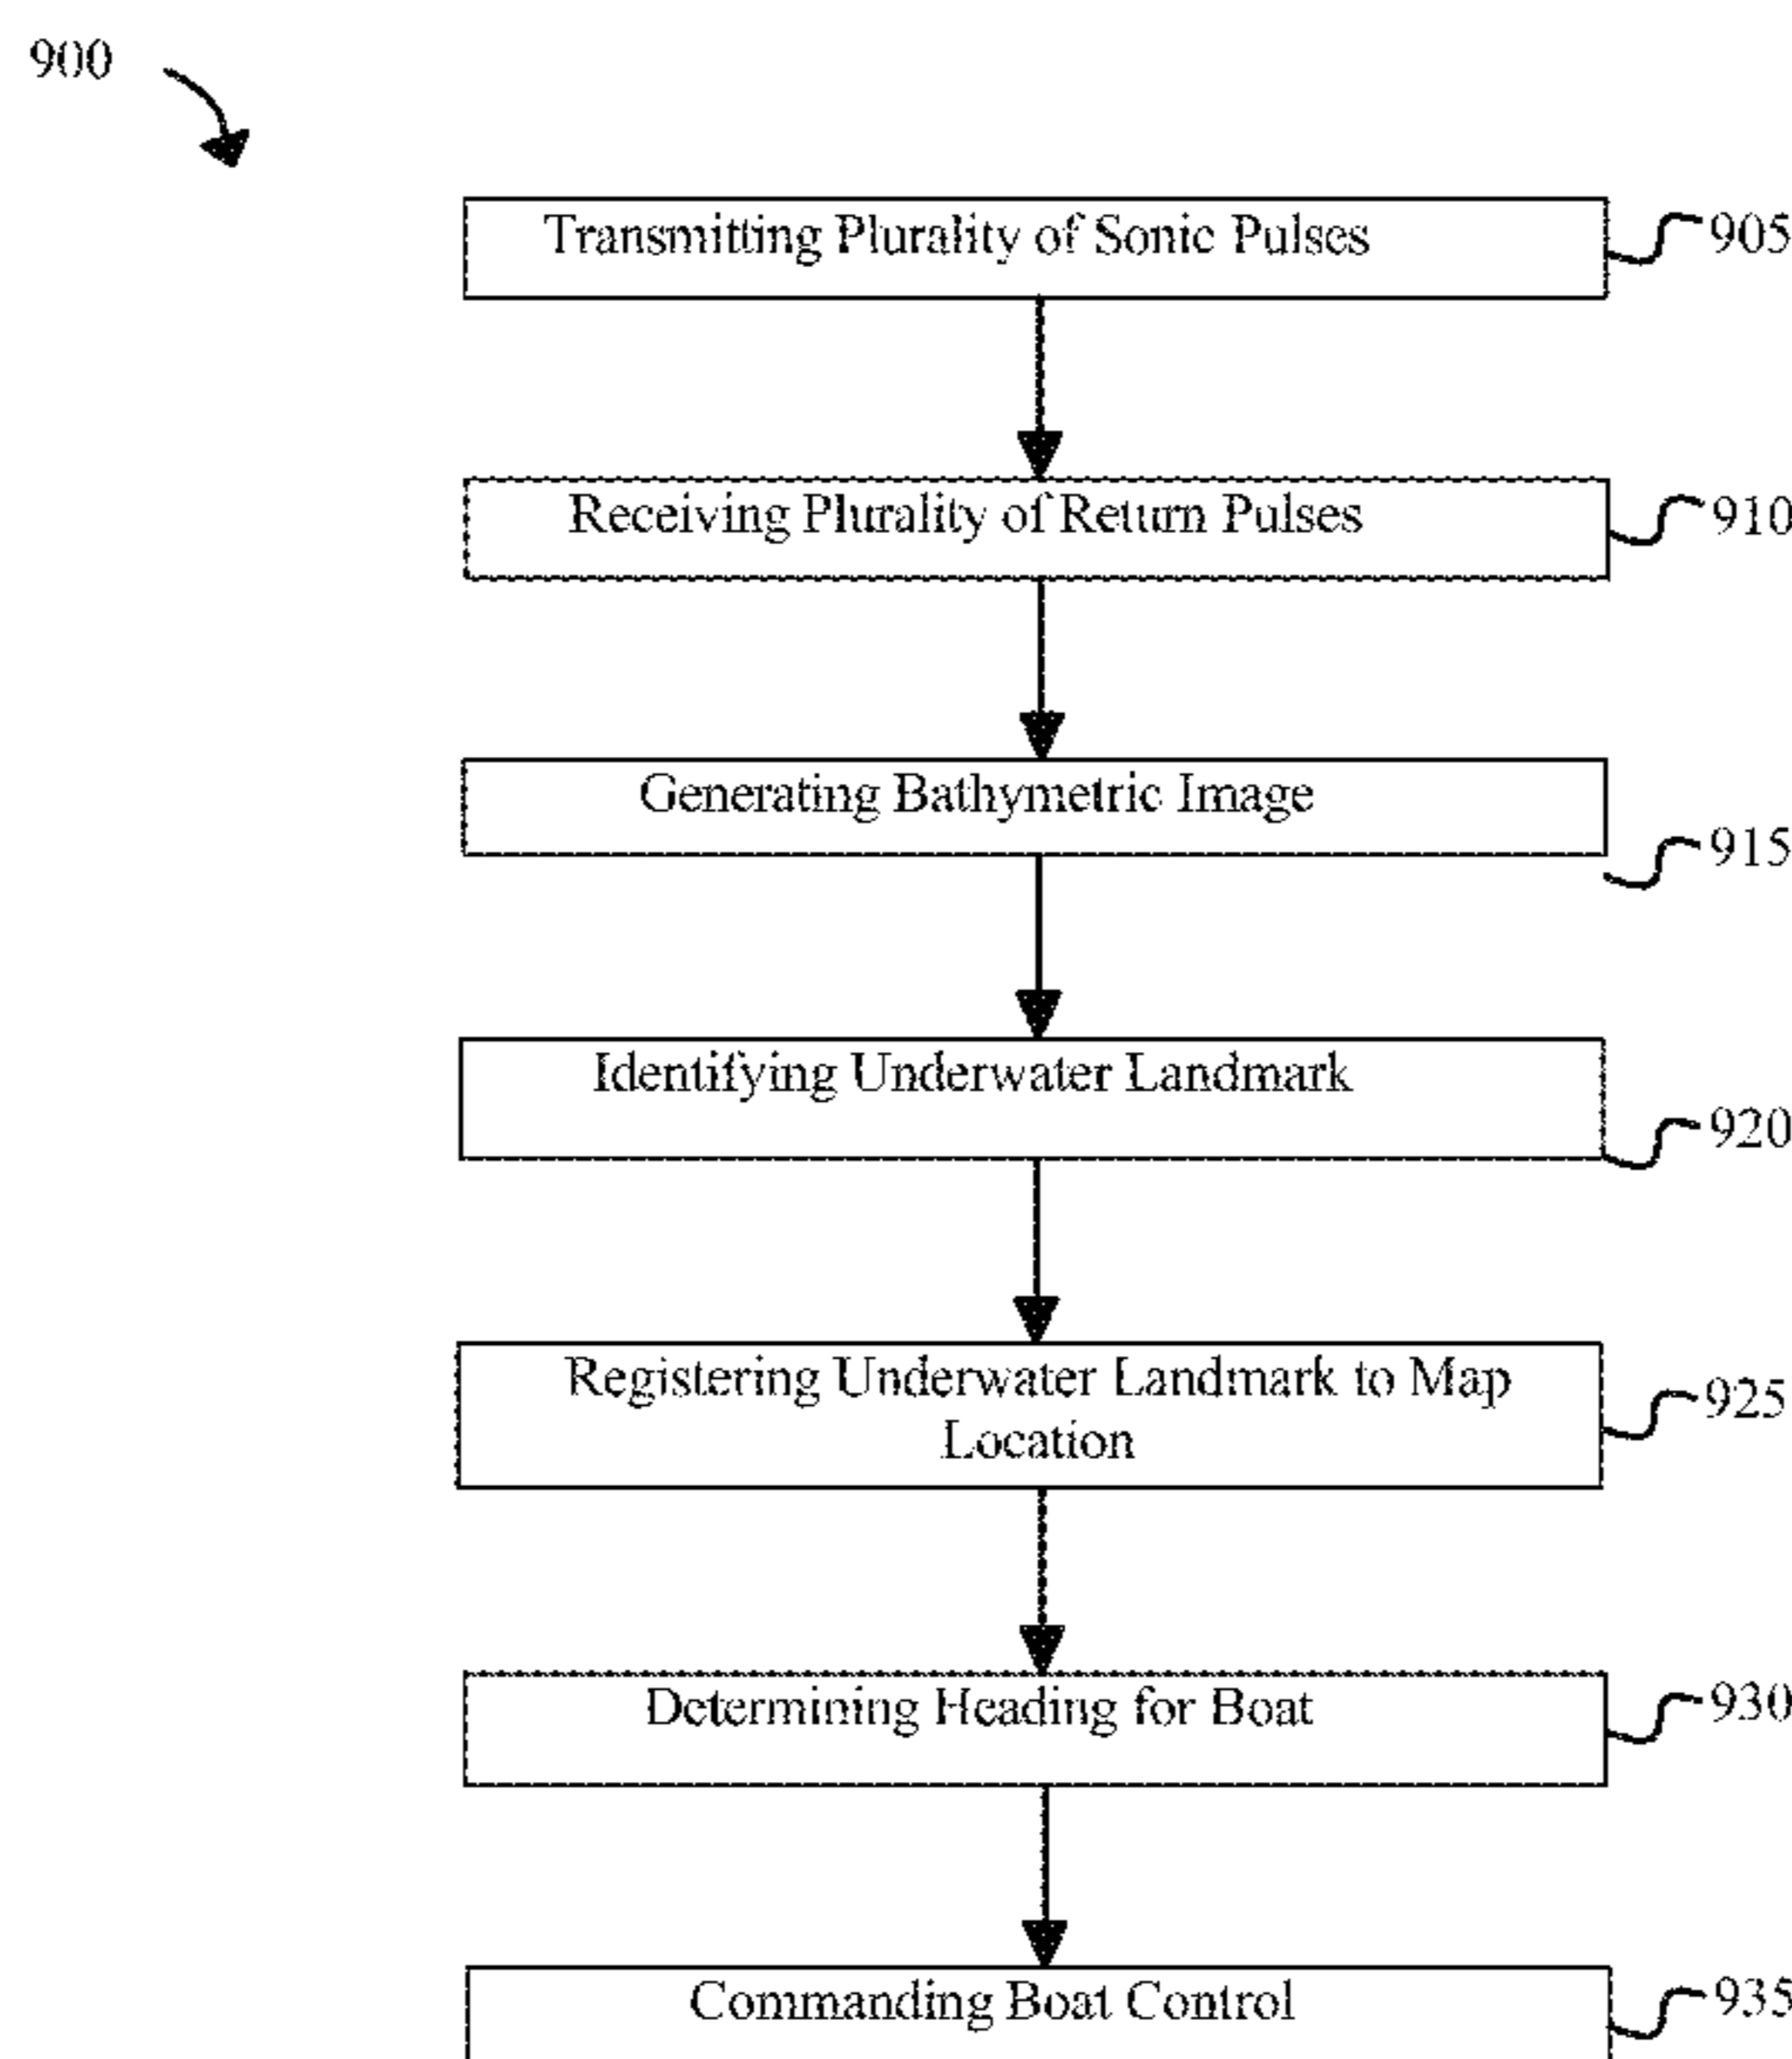 900
Transmitting Plurality of Sonic Pulses
905
Receiving Plurality of Return Pulses
910
Generating Bathymetric Image
915
Identifying Underwater Landmark
920
Registering Underwater Landmark to Map
Location
925
Determining Heading for Boat
930
Commanding Boat Control
935